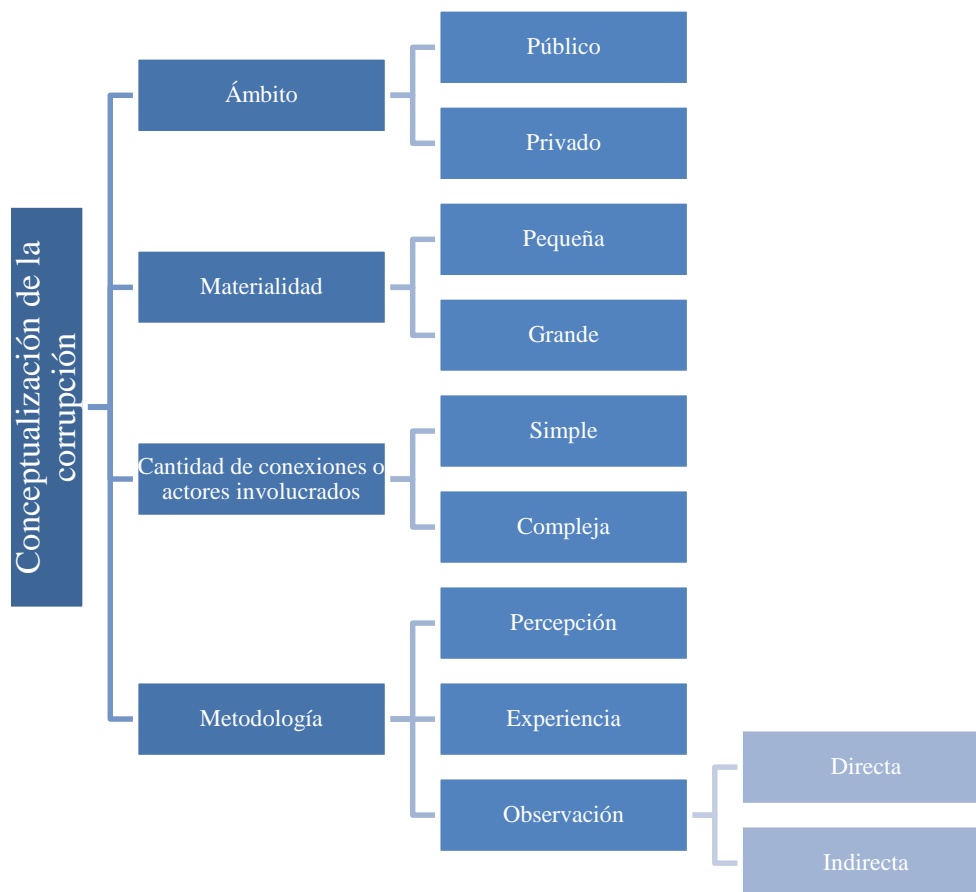 Conceptualización de la
corrupción
Ámbito
Público
Privado
Materialidad
Pequeña
Grande
Cantidad de conexiones o
actores involucrados
Simple
Compleja
Metodología
Percepción
Experiencia
Observación
Directa
Indirecta